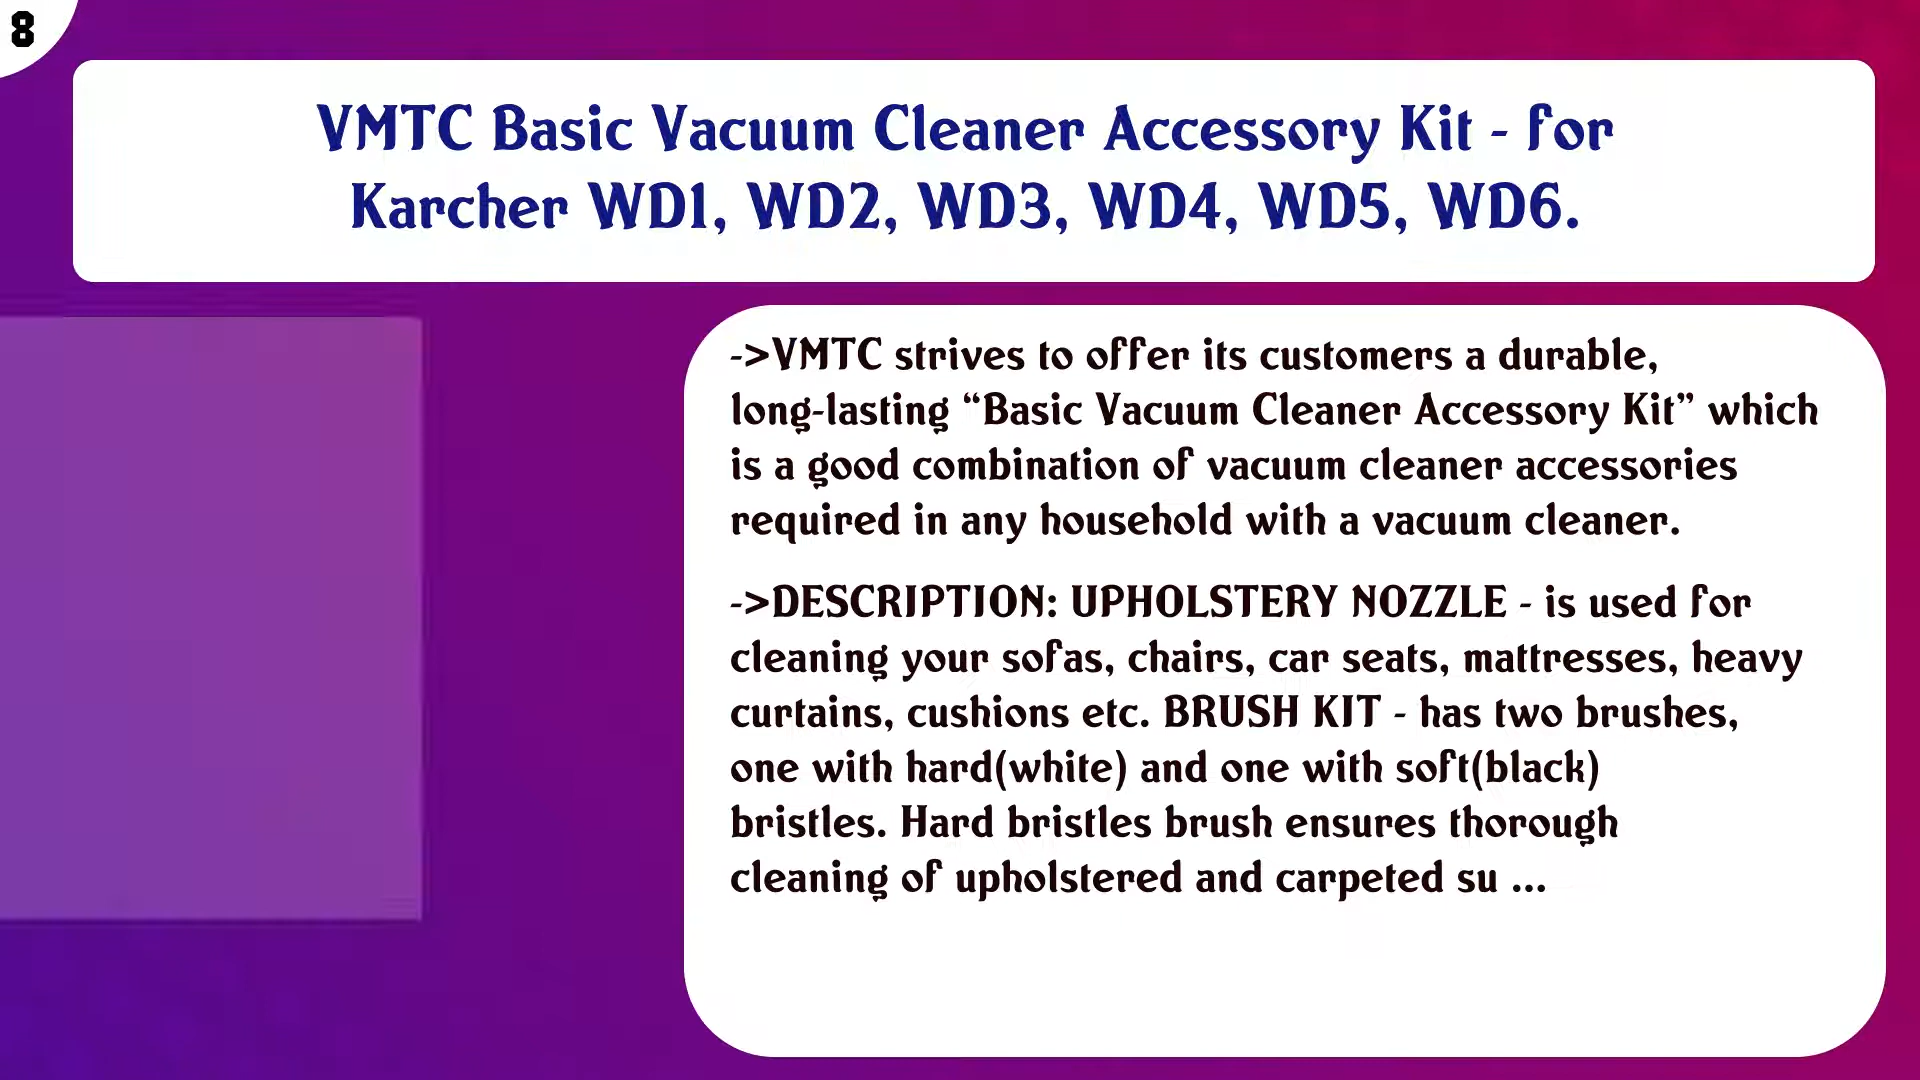 8
VMTC Basic Vacuum Cleaner Accessory Kit - for
Karcher WD1, WD2, WD3, WD4, WD5, WD6.
->VMTC strives to offer its customers a durable,
long-lasting “Basic Vacuum Cleaner Accessory Kit” which
is a good combination of vacuum cleaner accessories
required in any household with a vacuum cleaner.
->DESCRIPTION: UPHOLSTERY NOZZLE - is used for
cleaning your sofas, chairs, car seats, mattresses, heavy
curtains, cushions etc. BRUSH KIT - has two brushes,
one with hard(white) and one with soft(black)
bristles. Hard bristles brush ensures thorough
cleaning of upholstered and carpeted su ...